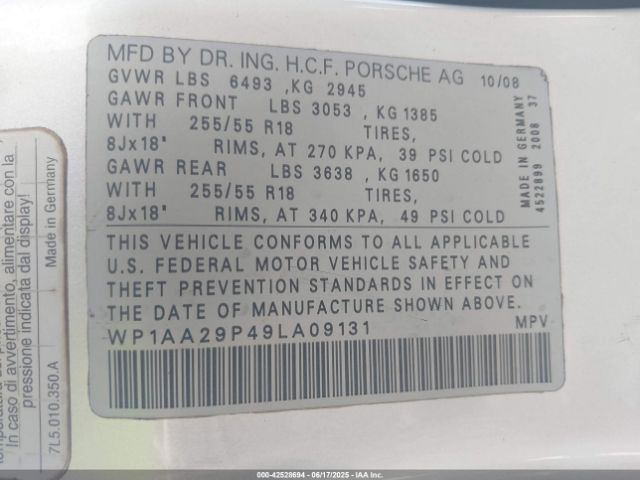 MFD BY DR. ING. H.C.F. PORSCHE AG 10/08
GVWR LBS 6493 ,KG 2945
GAWR FRONT LBS 3053 , KG 1385
WITH 255/55 R18 TIRES,
8Jx18" RIMS, AT 270 KPA, 39 PSI COLD
GAWR REAR LBS 3638 , KG 1650
WITH 255/55 R18 TIRES,
8Jx18" RIMS, AT 340 KPA, 49 PSI COLD
THIS VEHICLE CONFORMS TO ALL APPLICABLE
U.S. FEDERAL MOTOR VEHICLE SAFETY AND
THEFT PREVENTION STANDARDS IN EFFECT ON
THE DATE OF MANUFACTURE SHOWN ABOVE.
WP1AA29P49LA09131 MPV
MADE IN GERMANY
4522899 2008 37
In caso di avvertimento, alimentare con la
pressione indicata dal display!
7L5.010.350.A Made in Germany
000-42528694 - 06/17/2025 - IAA Inc.